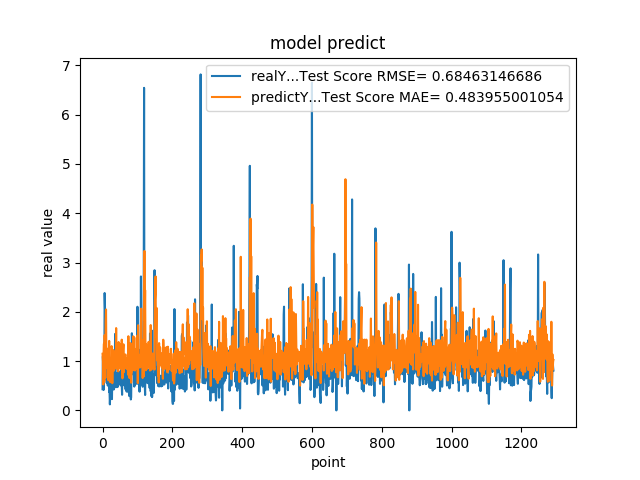 model predict
realY...Test Score RMSE= 0.68463146686
predictY...Test Score MAE= 0.483955001054
7
6
5
4
3
2
1
0
real value
0 200 400 600 800 1000 1200
point